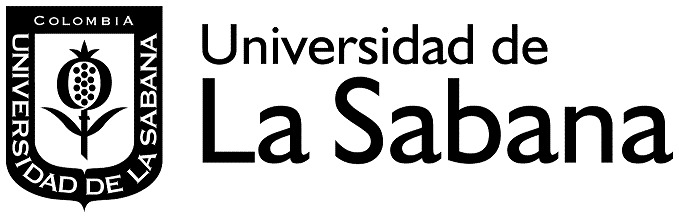 COLOMBIA
UNIVERSIDAD DE LA SABANA
Universidad de
La Sabana